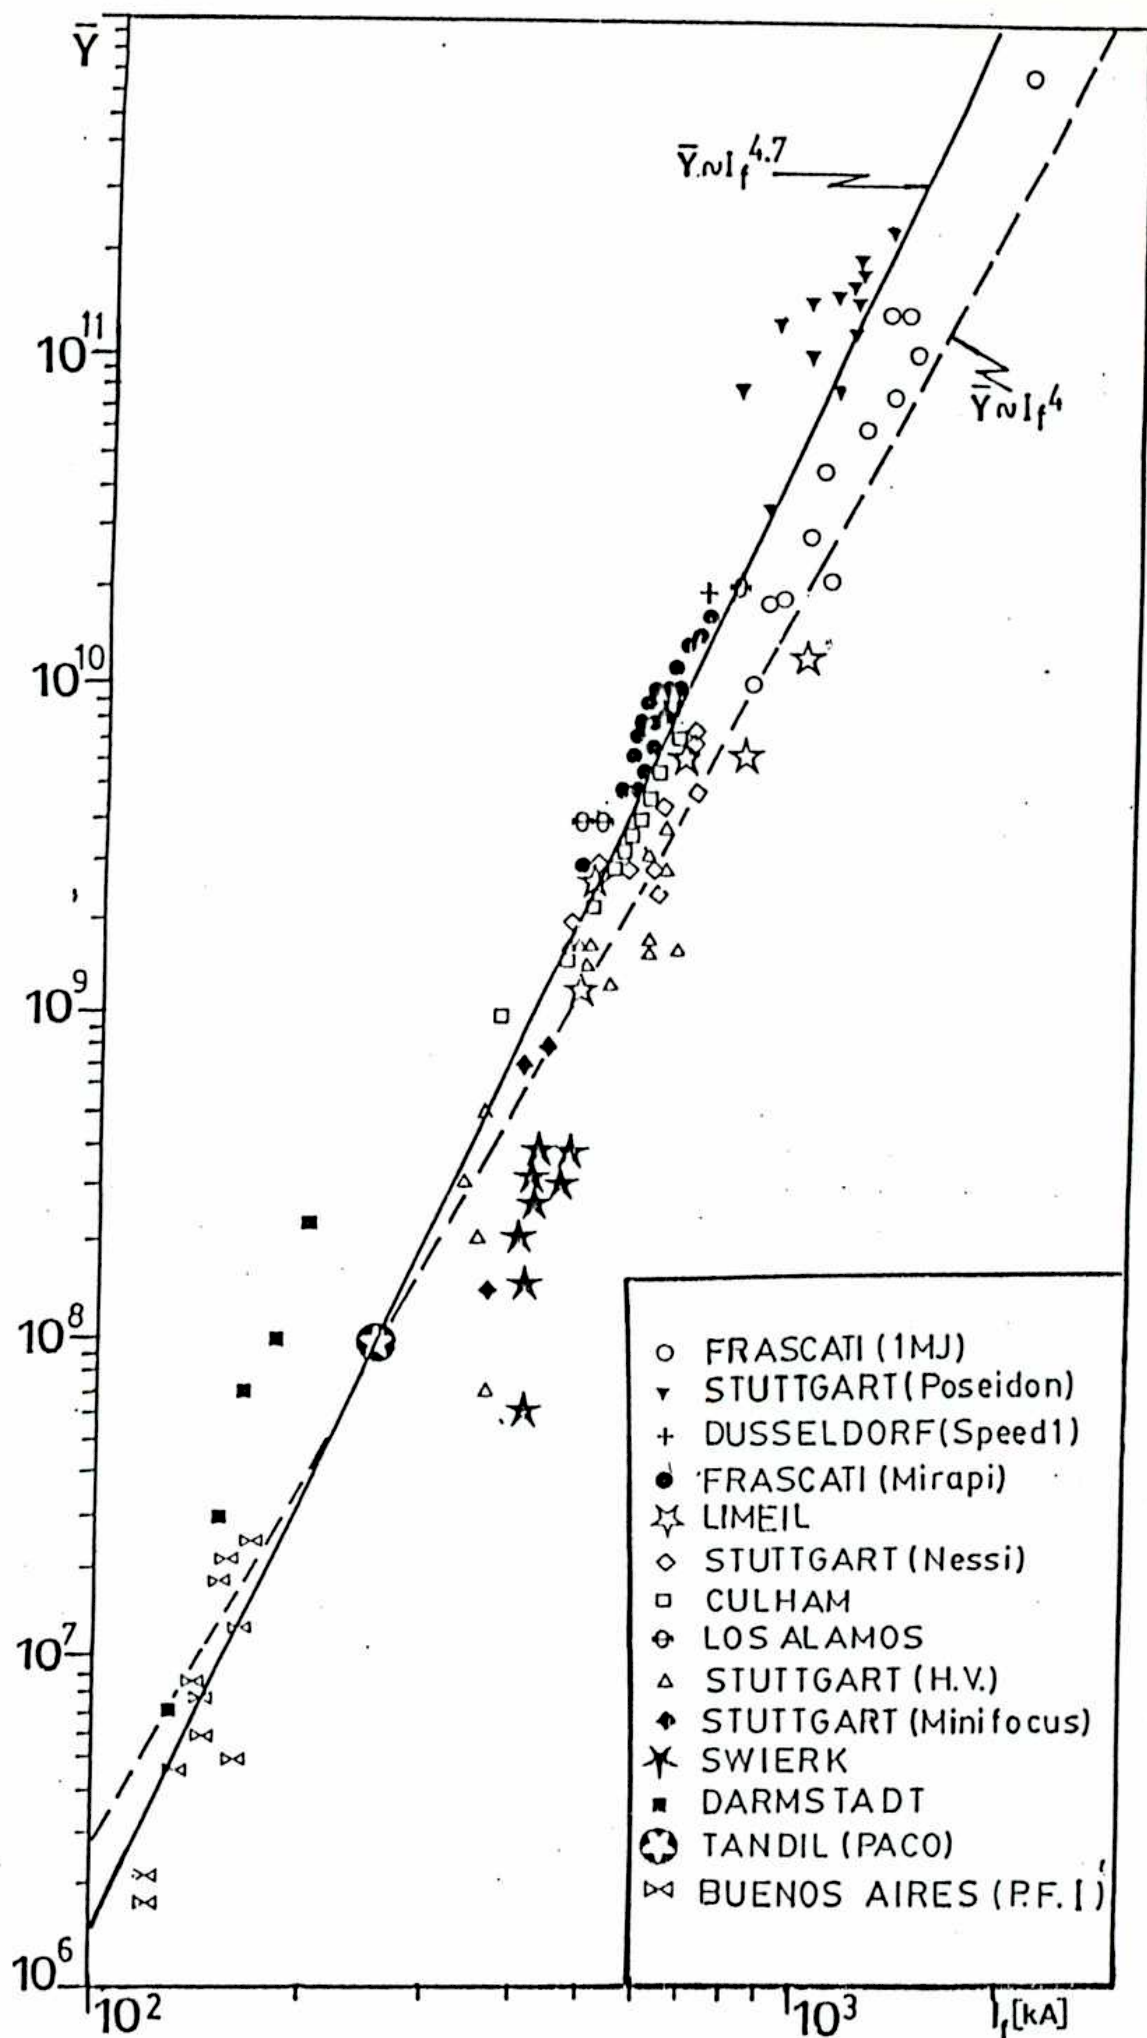 Ȳ
Ȳ~I_f^4.7
10^11
Ȳ~I_f^4
10^10
10^9
10^8
10^7
10^6
10^2
10^3
I_f[kA]
FRASCATI (1MJ)
STUTTGART (Poseidon)
DUSSELDORF (Speed1)
FRASCATI (Mirapi)
LIMEIL
STUTTGART (Nessi)
CULHAM
LOS ALAMOS
STUTTGART (H.V.)
STUTTGART (Minifocus)
SWIERK
DARMSTADT
TANDIL (PACO)
BUENOS AIRES (P.F. I)